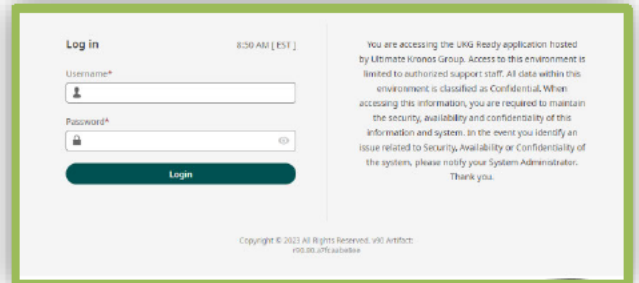 Log in
8:50 AM [ EST ]
Username*
Password*
Login
You are accessing the UKG Ready application hosted
by Ultimate Kronos Group. Access to this environment is
limited to authorized support staff. All data within this
environment is classified as Confidential. When
accessing this information, you are required to maintain
the security, availability and confidentiality of this
information and system. In the event you identify an
issue related to Security, Availability or Confidentiality of
the system, please notify your System Administrator.
Thank you.
Copyright © 2023 All Rights Reserved. v90 Artifact: